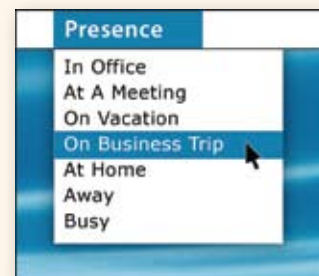 Presence
In Office
At A Meeting
On Vacation
On Business Trip
At Home
Away
Busy